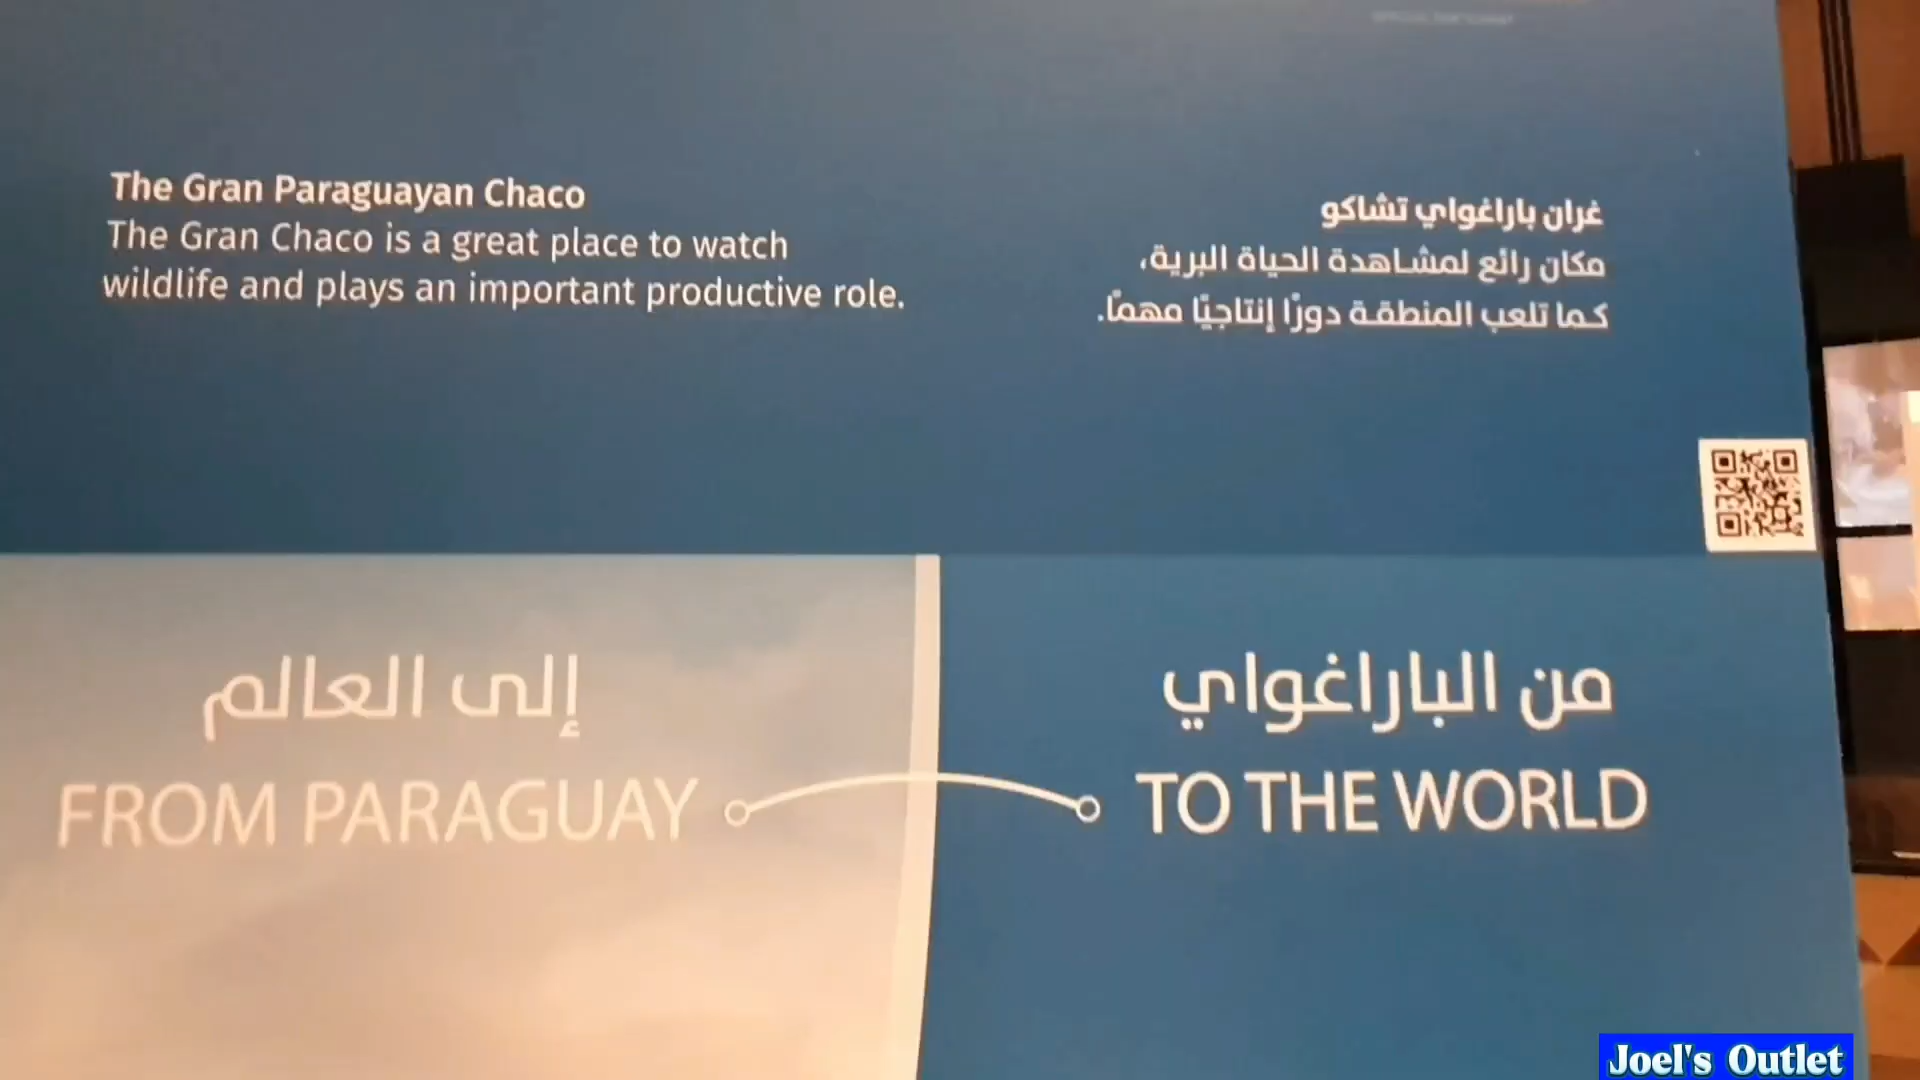 The Gran Paraguayan Chaco
The Gran Chaco is a great place to watch
wildlife and plays an important productive role.
غران باراغواي تشاكو
مكان رائع لمشاهدة الحياة البرية،
كما تلعب المنطقة دورًا إنتاجيًا مهمًا.
من الباراغواي
إلى العالم
FROM PARAGUAY
TO THE WORLD
Joel's Outlet